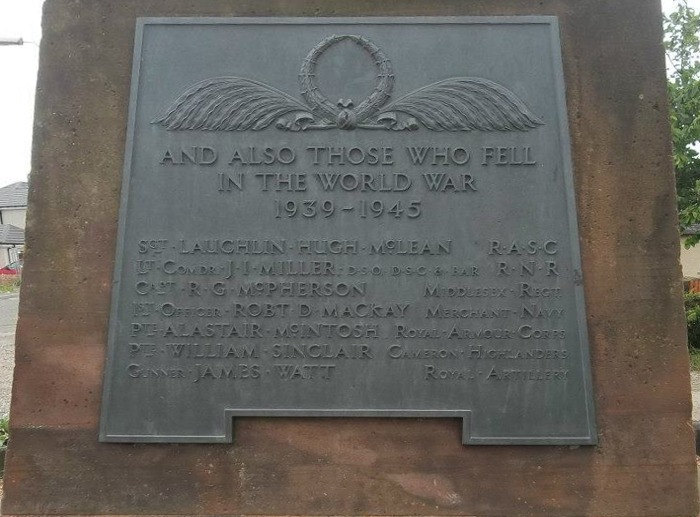 AND ALSO THOSE WHO FELL
IN THE WORLD WAR
1939-1945
SGT·LAUCHLIN·HUGH·McLEAN R·A·S·C
LT·COMDR·J·I·MILLER·D·S·O·D·S·C·& BAR R·N·R
CAPT·R·G·McPHERSON MIDDLESEX·REGT
1ST·OFFICER·ROBT D·MACKAY MERCHANT·NAVY
PTE·ALASTAIR·McINTOSH ROYAL·ARMOUR·CORPS
PTE·WILLIAM·SINCLAIR CAMERON·HIGHLANDERS
GUNNER·JAMES·WATT ROYAL·ARTILLERY